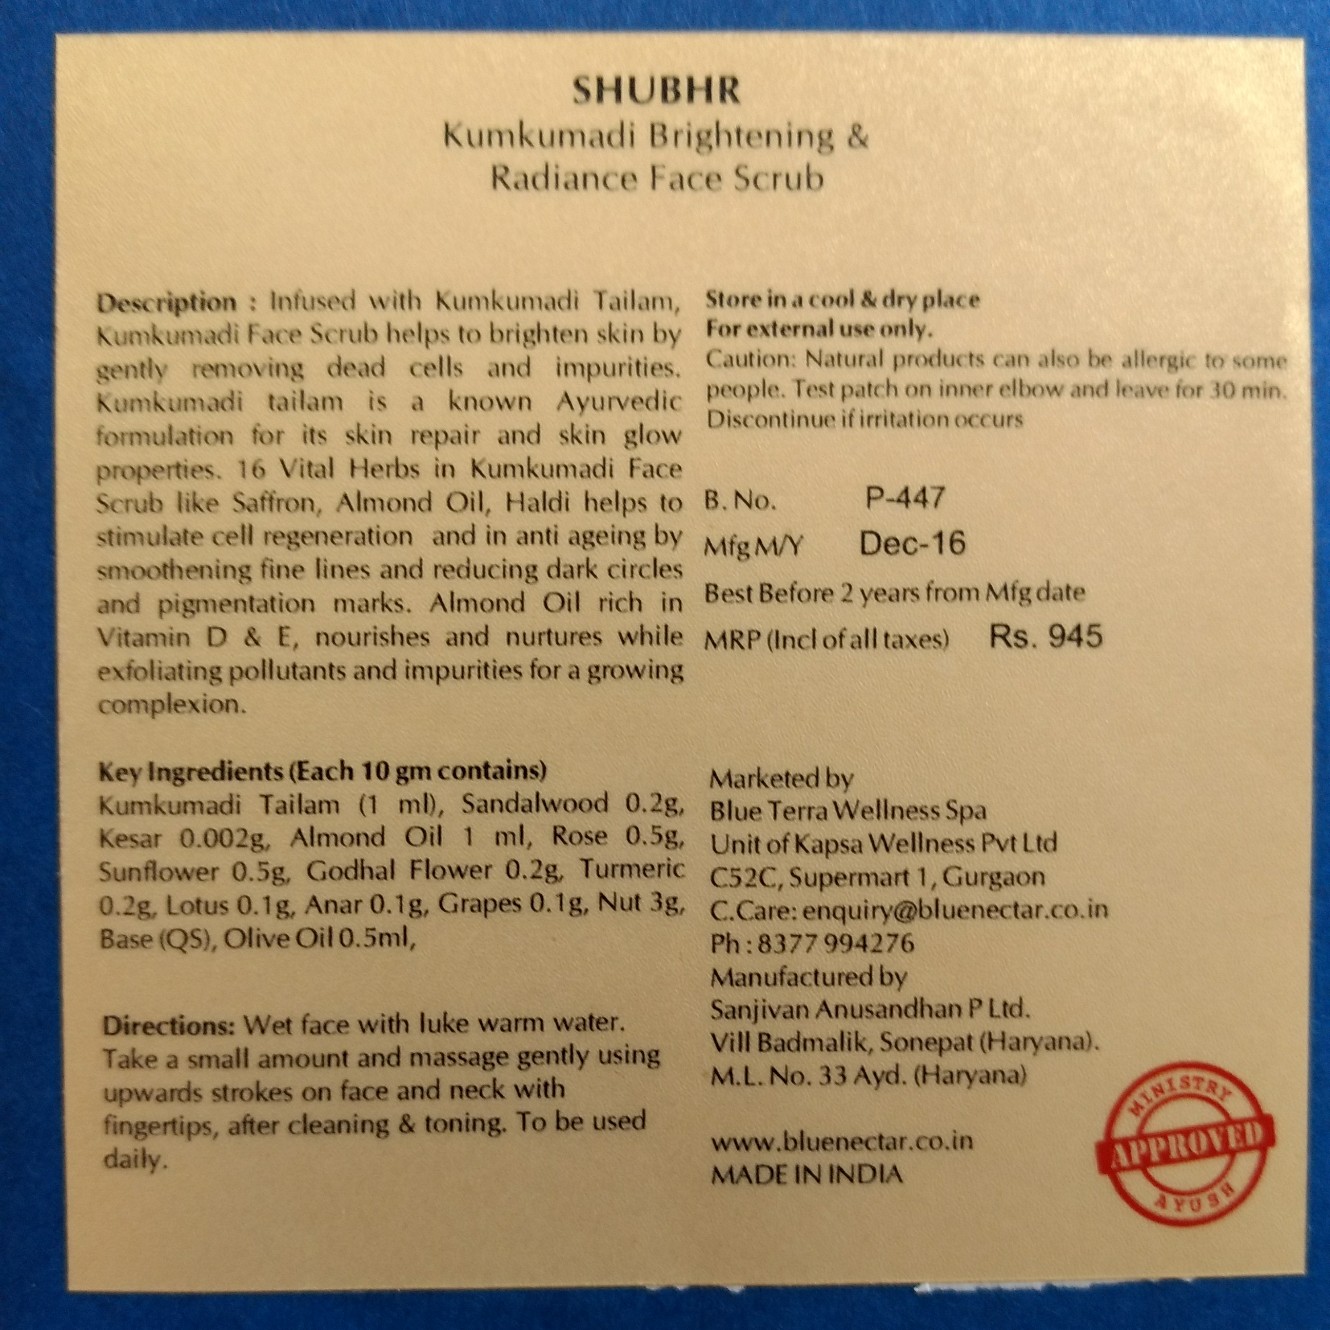 SHUBHR
Kumkumadi Brightening &
Radiance Face Scrub
Description : Infused with Kumkumadi Tailam,
Kumkumadi Face Scrub helps to brighten skin by
gently removing dead cells and impurities.
Kumkumadi tailam is a known Ayurvedic
formulation for its skin repair and skin glow
properties. 16 Vital Herbs in Kumkumadi Face
Scrub like Saffron, Almond Oil, Haldi helps to
stimulate cell regeneration and in anti ageing by
smoothening fine lines and reducing dark circles
and pigmentation marks. Almond Oil rich in
Vitamin D & E, nourishes and nurtures while
exfoliating pollutants and impurities for a growing
complexion.
Key Ingredients (Each 10 gm contains)
Kumkumadi Tailam (1 ml), Sandalwood 0.2g,
Kesar 0.002g, Almond Oil 1 ml, Rose 0.5g,
Sunflower 0.5g, Godhal Flower 0.2g, Turmeric
0.2g, Lotus 0.1g, Anar 0.1g, Grapes 0.1g, Nut 3g,
Base (QS), Olive Oil 0.5ml,
Directions: Wet face with luke warm water.
Take a small amount and massage gently using
upwards strokes on face and neck with
fingertips, after cleaning & toning. To be used
daily.
Store in a cool & dry place
For external use only.
Caution: Natural products can also be allergic to some
people. Test patch on inner elbow and leave for 30 min.
Discontinue if irritation occurs
B. No. P-447
Mfg M/Y Dec-16
Best Before 2 years from Mfg date
MRP (Incl of all taxes) Rs. 945
Marketed by
Blue Terra Wellness Spa
Unit of Kapsa Wellness Pvt Ltd
C52C, Supermart 1, Gurgaon
C.Care: enquiry@bluenectar.co.in
Ph : 8377 994276
Manufactured by
Sanjivan Anusandhan P Ltd.
Vill Badmalik, Sonepat (Haryana).
M.L. No. 33 Ayd. (Haryana)
www.bluenectar.co.in
MADE IN INDIA
MINISTRY
APPROVED
AYUSH